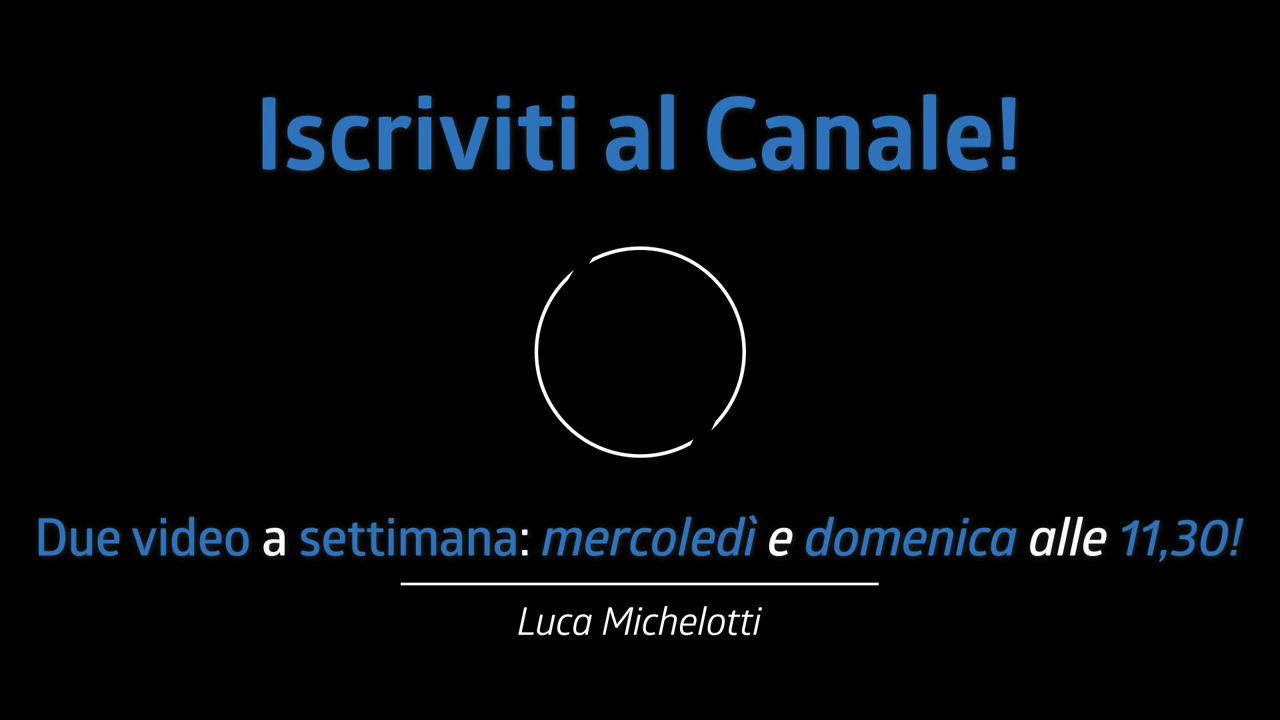 Iscriviti al Canale!
Due video a settimana: mercoledì e domenica alle 11,30!
Luca Michelotti